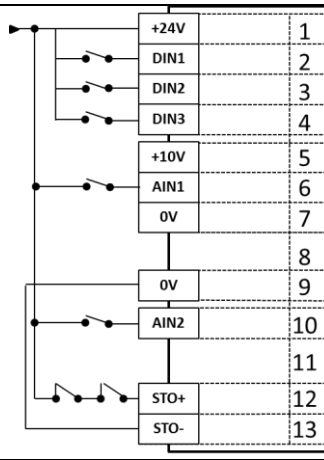 +24V 1
DIN1 2
DIN2 3
DIN3 4
+10V 5
AIN1 6
0V 7
8
0V 9
AIN2 10
11
STO+ 12
STO- 13